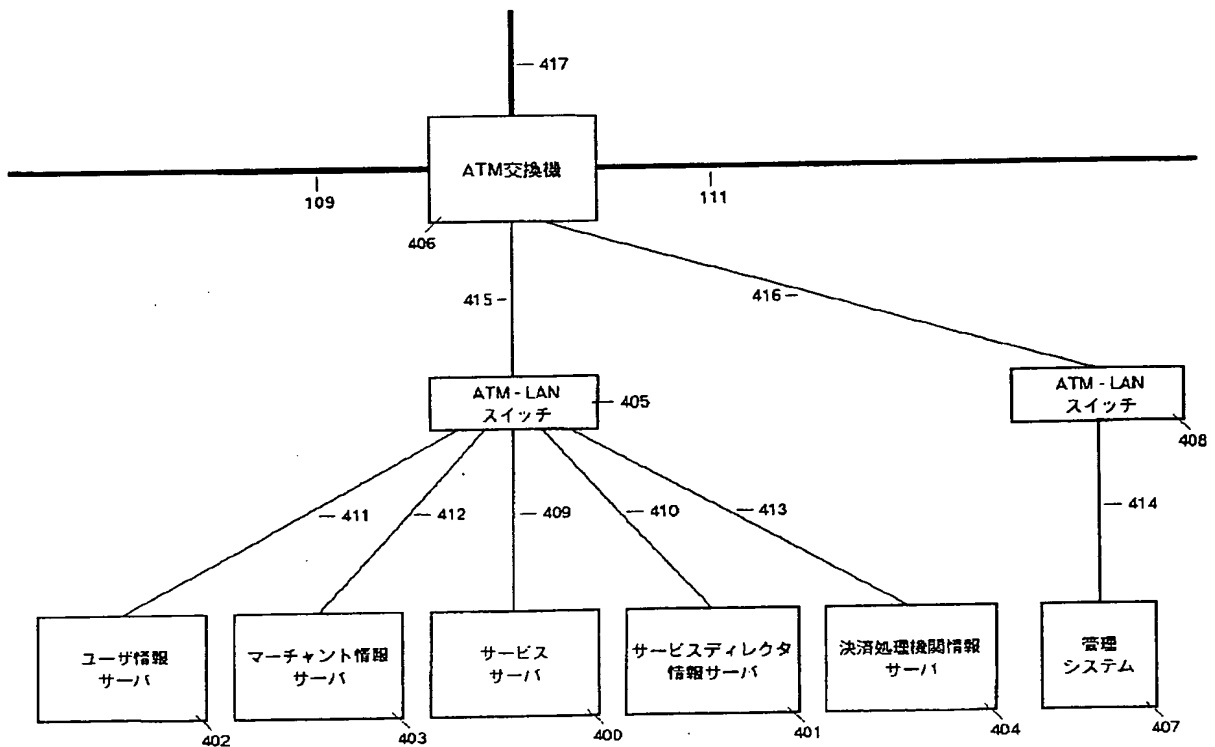 417
ATM交換機
109
111
406
415
416
ATM - LAN
スイッチ
405
ATM - LAN
スイッチ
408
411
412
409
410
413
414
ユーザ情報
サーバ
マーチャント情報
サーバ
サービス
サーバ
サービスディレクタ
情報サーバ
決済処理機関情報
サーバ
管理
システム
402
403
400
401
404
407